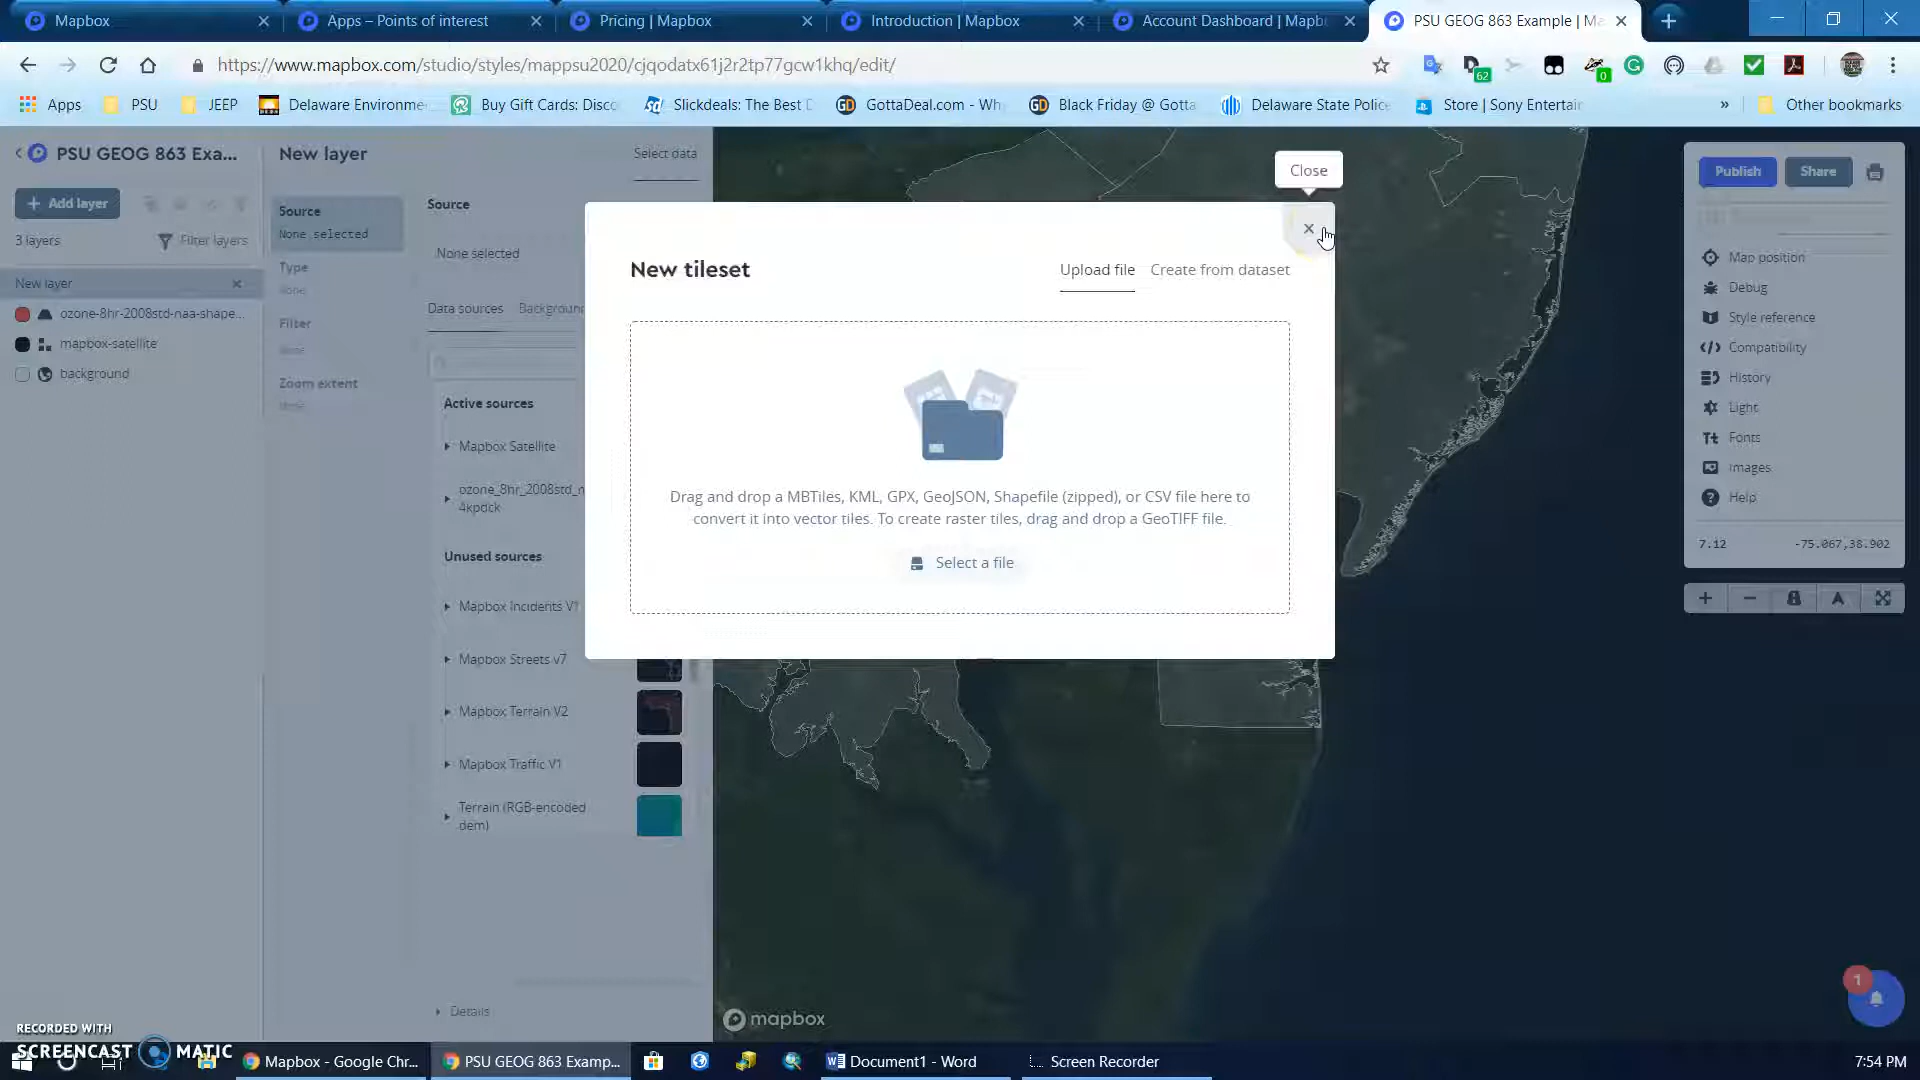 Mapbox
Apps – Points of interest
Pricing | Mapbox
Introduction | Mapbox
Account Dashboard | Mapb
PSU GEOG 863 Example | Ma
https://www.mapbox.com/studio/styles/mappsu2020/cjqodatx61j2r2tp77gcw1khq/edit/
62
0
Apps
PSU
JEEP
Delaware Environme
Buy Gift Cards: Disco
Slickdeals: The Best D
GottaDeal.com - Wh
Black Friday @ Gotta
Delaware State Police
Store | Sony Entertain
»
Other bookmarks
PSU GEOG 863 Exa...
+ Add layer
3 layers
Filter layers
New layer
ozone-8hr-2008std-naa-shape...
mapbox-satellite
background
New layer
Select data
Source
None selected
Type
None
Filter
None
Zoom extent
None
Source
None selected
Data sources
Background
Active sources
Mapbox Satellite
ozone_8hr_2008std_n
4kpdck
Unused sources
Mapbox Incidents V1
Mapbox Streets v7
Mapbox Terrain V2
Mapbox Traffic V1
Terrain (RGB-encoded
dem)
Details
Close
New tileset
Upload file
Create from dataset
Drag and drop a MBTiles, KML, GPX, GeoJSON, Shapefile (zipped), or CSV file here to
convert it into vector tiles. To create raster tiles, drag and drop a GeoTIFF file.
Select a file
Publish
Share
Map position
Debug
Style reference
Compatibility
History
Light
Fonts
Images
Help
7.12
-75.067,38.902
mapbox
1
RECORDED WITH
SCREENCAST MATIC
Mapbox - Google Chr...
PSU GEOG 863 Examp...
Document1 - Word
Screen Recorder
7:54 PM